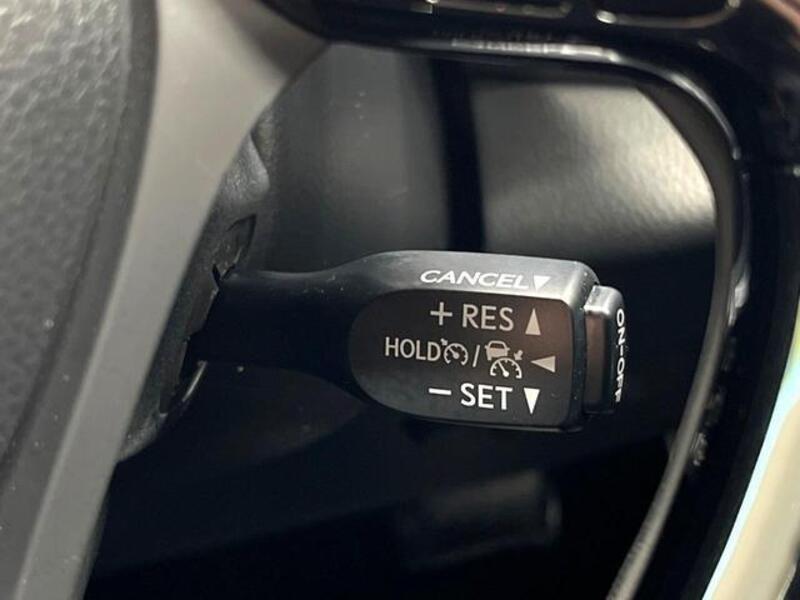 CANCEL▼
+ RES ▲
HOLD / ◄
− SET ▼
ON-OFF